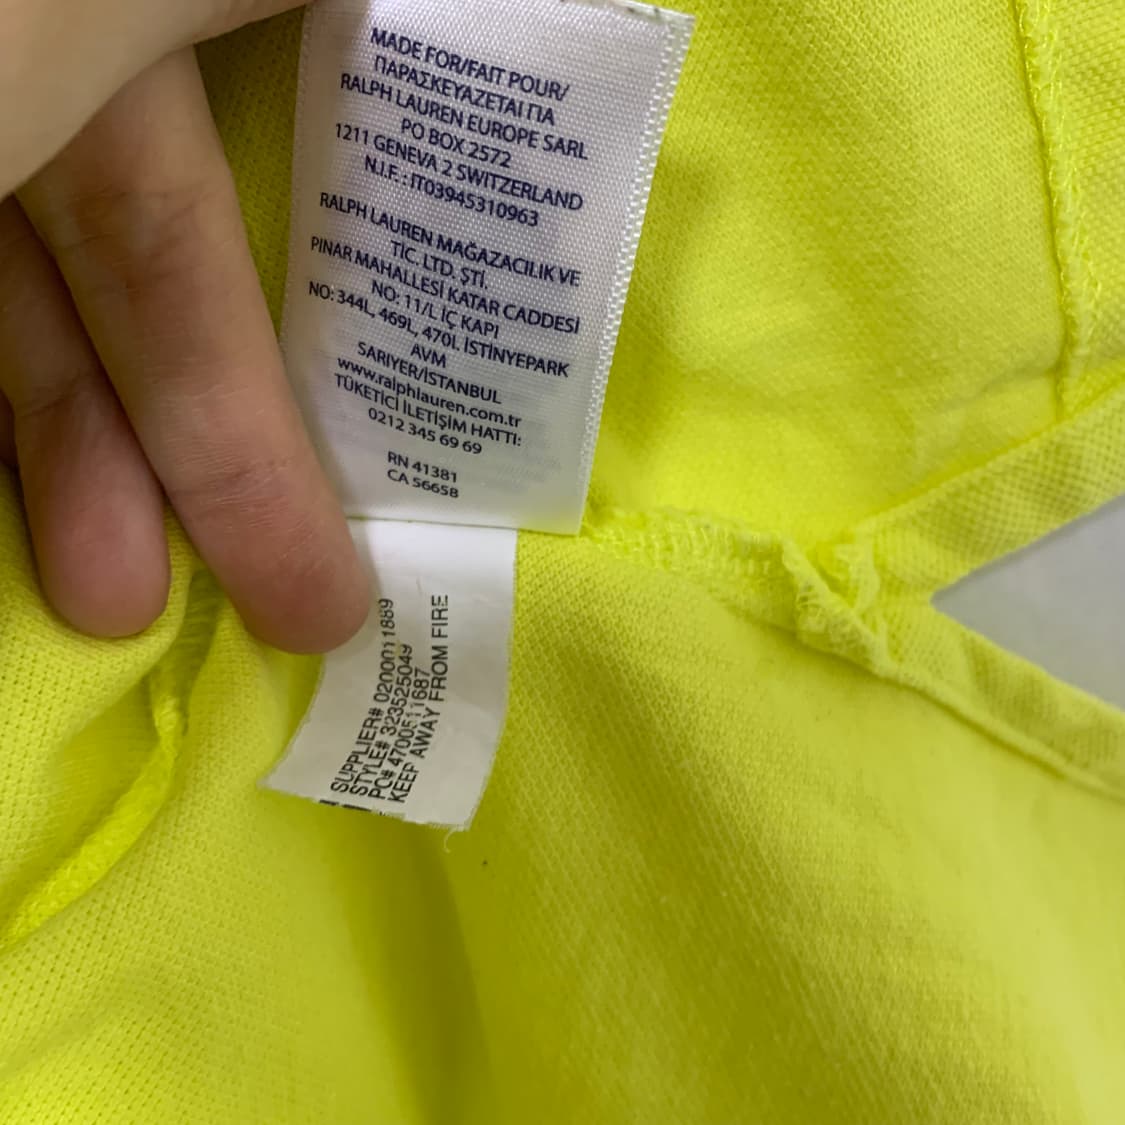 MADE FOR/FAIT POUR/
ΠΑΡΑΣΚΕΥΑΖΕΤΑΙ ΓΙΑ
RALPH LAUREN EUROPE SARL
PO BOX 2572
1211 GENEVA 2 SWITZERLAND
N.I.F.: IT03945310963
RALPH LAUREN MAĞAZACILIK VE
TİC. LTD. ŞTİ.
PINAR MAHALLESİ KATAR CADDESİ
NO: 11/L İÇ KAPI
NO: 344L, 469L, 470L İSTİNYEPARK
AVM
SARIYER/İSTANBUL
www.ralphlauren.com.tr
TÜKETİCİ İLETİŞİM HATTI:
0212 345 69 69
RN 41381
CA 56658
SUPPLIER# 0200011889
STYLE# 323525049
PO# 4700511687
KEEP AWAY FROM FIRE